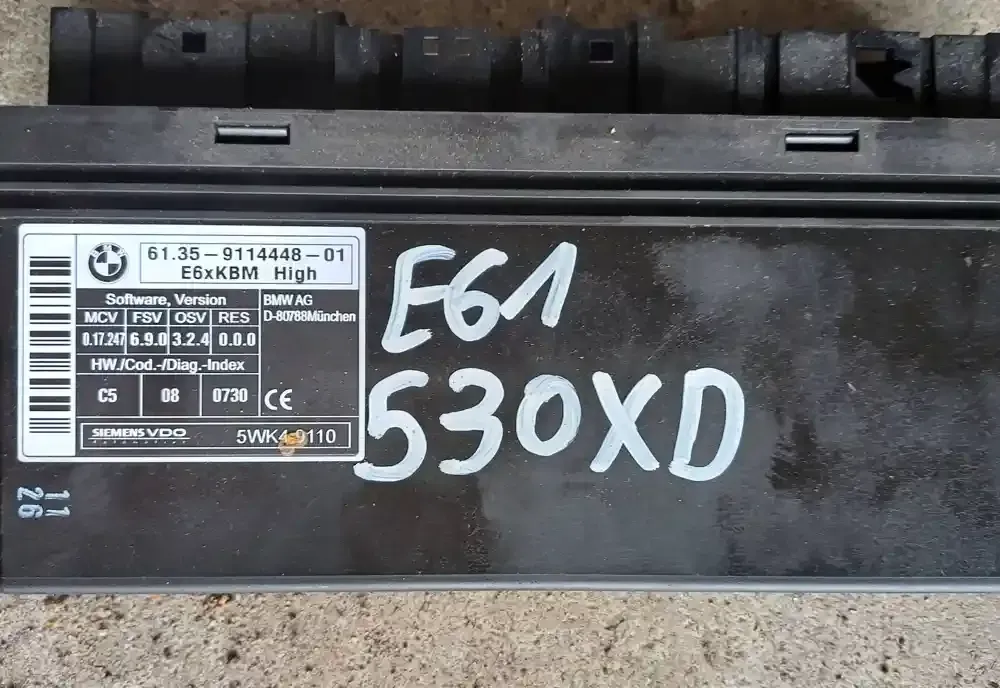 BMW
61.35-9114448-01
E6xKBM High
Software, Version
MCV FSV OSV RES
0.17.247 6.9.0 3.2.4 0.0.0
BMW AG
D-80788München
HW./Cod.-/Diag.-Index
C5 08 0730
CE
SIEMENS VDO
Automotive
5WK4 9110
E61
530XD
11
26